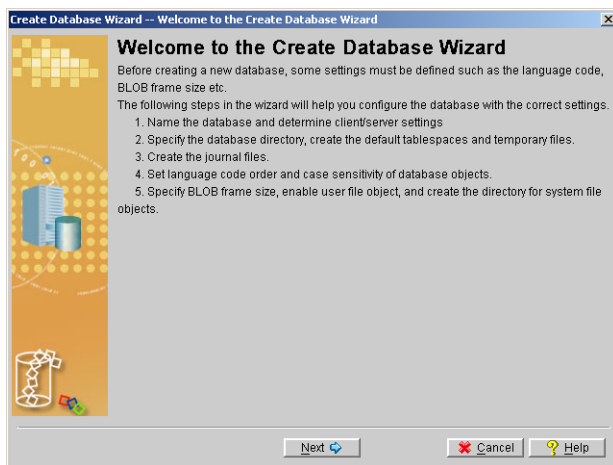 Create Database Wizard -- Welcome to the Create Database Wizard
Welcome to the Create Database Wizard
Before creating a new database, some settings must be defined such as the language code,
BLOB frame size etc.
The following steps in the wizard will help you configure the database with the correct settings.
1. Name the database and determine client/server settings
2. Specify the database directory, create the default tablespaces and temporary files.
3. Create the journal files.
4. Set language code order and case sensitivity of database objects.
5. Specify BLOB frame size, enable user file object, and create the directory for system file
objects.
Next
Cancel
Help